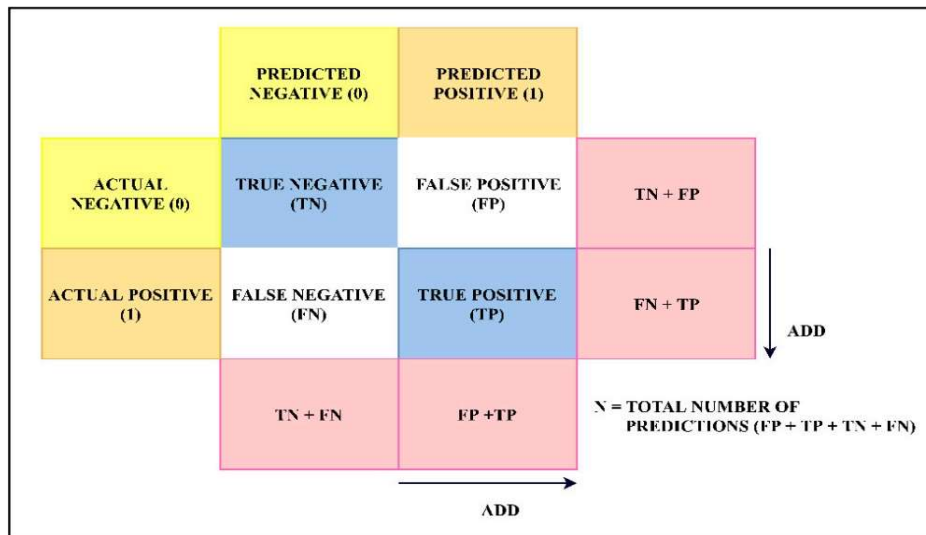 PREDICTED
NEGATIVE (0)
PREDICTED
POSITIVE (1)
ACTUAL
NEGATIVE (0)
TRUE NEGATIVE
(TN)
FALSE POSITIVE
(FP)
TN + FP
ACTUAL POSITIVE
(1)
FALSE NEGATIVE
(FN)
TRUE POSITIVE
(TP)
FN + TP
ADD
TN + FN
FP +TP
N = TOTAL NUMBER OF
PREDICTIONS (FP + TP + TN + FN)
ADD